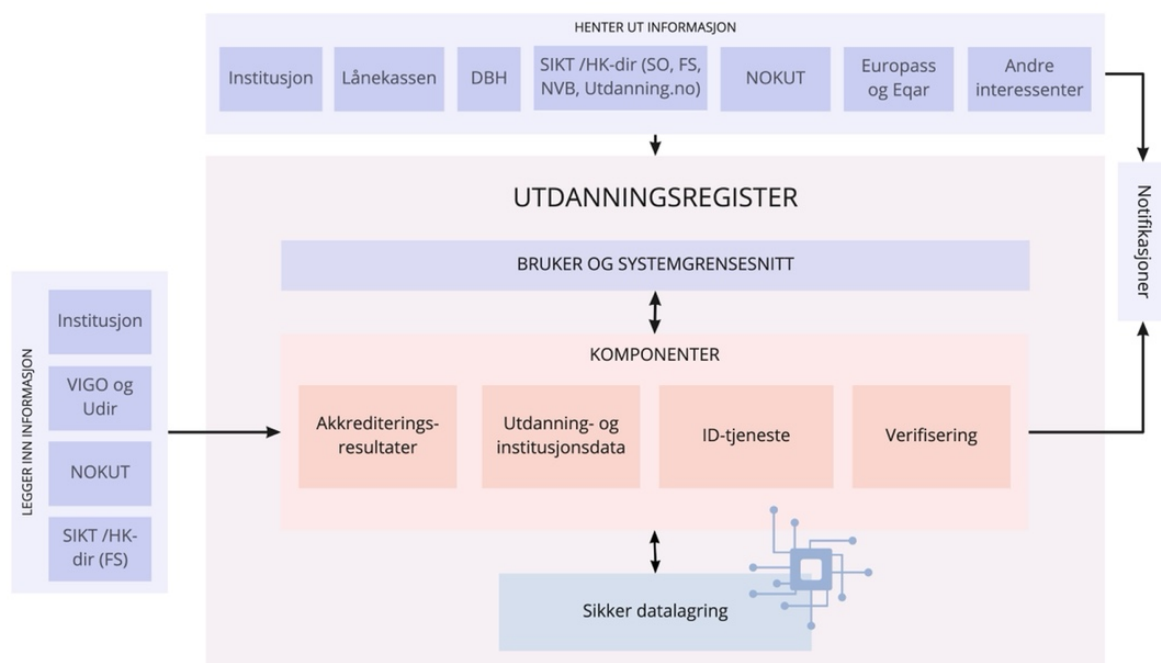 HENTER UT INFORMASJON
Institusjon
Lånekassen
DBH
SIKT /HK-dir (SO, FS,
NVB, Utdanning.no)
NOKUT
Europass
og Eqar
Andre
interessenter
UTDANNINGSREGISTER
Notifikasjoner
BRUKER OG SYSTEMGRENSESNITT
LEGGER INN INFORMASJON
Institusjon
VIGO og
Udir
NOKUT
SIKT /HK-
dir (FS)
KOMPONENTER
Akkrediterings-
resultater
Utdanning- og
institusjonsdata
ID-tjeneste
Verifisering
Sikker datalagring